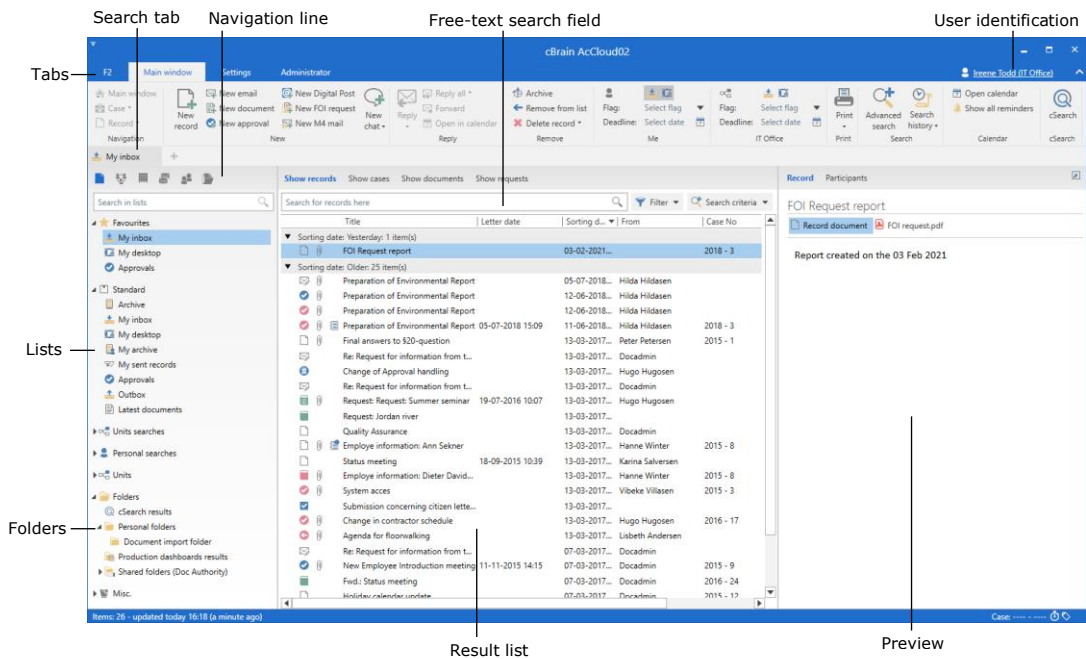 Search tab Navigation line Free-text search field User identification
cBrain AcCloud02
Tabs F2 Main window Settings Administrator Ireene Todd (IT Office)
Main window New email New Digital Post Reply all Archive Open calendar
Case New document New FOI request Forward Remove from list Flag: Select flag Flag: Select flag Show all reminders
Record New record New approval New M4 mail New chat Reply Open in calendar Delete record Deadline: Select date Deadline: Select date Print Advanced search Search history cSearch
Navigation New Reply Remove Me IT Office Print Search Calendar cSearch
My inbox +
Show records Show cases Show documents Show requests Record Participants
Search in lists Search for records here Filter Search criteria FOI Request report
Title Letter date Sorting d... From Case No
Record document FOI request.pdf
Report created on the 03 Feb 2021
Favourites
My inbox
My desktop
Approvals
Standard
Archive
My inbox
My desktop
Lists My archive
My sent records
Approvals
Outbox
Latest documents
Units searches
Personal searches
Units
Folders
cSearch results
Folders Personal folders
Document import folder
Production dashboards results
Shared folders (Doc Authority)
Misc.
Sorting date: Yesterday: 1 item(s)
FOI Request report 03-02-2021... 2018 - 3
Sorting date: Older: 25 item(s)
Preparation of Environmental Report 05-07-2018... Hilda Hildasen
Preparation of Environmental Report 12-06-2018... Hilda Hildasen
Preparation of Environmental Report 12-06-2018... Hilda Hildasen
Preparation of Environmental Report 05-07-2018 15:09 11-06-2018... Hilda Hildasen 2018 - 3
Final answers to §20-question 13-03-2017... Peter Petersen 2015 - 1
Re: Request for information from t... 13-03-2017... Docadmin
Change of Approval handling 13-03-2017... Hugo Hugosen
Re: Request for information from t... 13-03-2017... Docadmin
Request: Request: Summer seminar 19-07-2016 10:07 13-03-2017... Hugo Hugosen
Request: Jordan river 13-03-2017...
Quality Assurance 13-03-2017... Docadmin
Employe information: Ann Sekner 13-03-2017... Hanne Winter 2015 - 8
Status meeting 18-09-2015 10:39 13-03-2017... Karina Salversen
Employe information: Dieter David... 13-03-2017... Hanne Winter 2015 - 8
System acces 13-03-2017... Vibeke Villasen 2015 - 3
Submission concerning citizen lette... 13-03-2017...
Change in contractor schedule 13-03-2017... Hugo Hugosen 2016 - 17
Agenda for floorwalking 13-03-2017... Lisbeth Andersen
Re: Request for information from t... 07-03-2017... Docadmin
New Employee Introduction meeting 11-11-2015 14:15 07-03-2017... Docadmin 2015 - 9
Fwd.: Status meeting 07-03-2017... Docadmin 2016 - 24
Holiday calendar update 07-03-2017 Docadmin 2015 - 12
Items: 26 - updated today 16:18 (a minute ago) Case: ---- - ----
Result list Preview